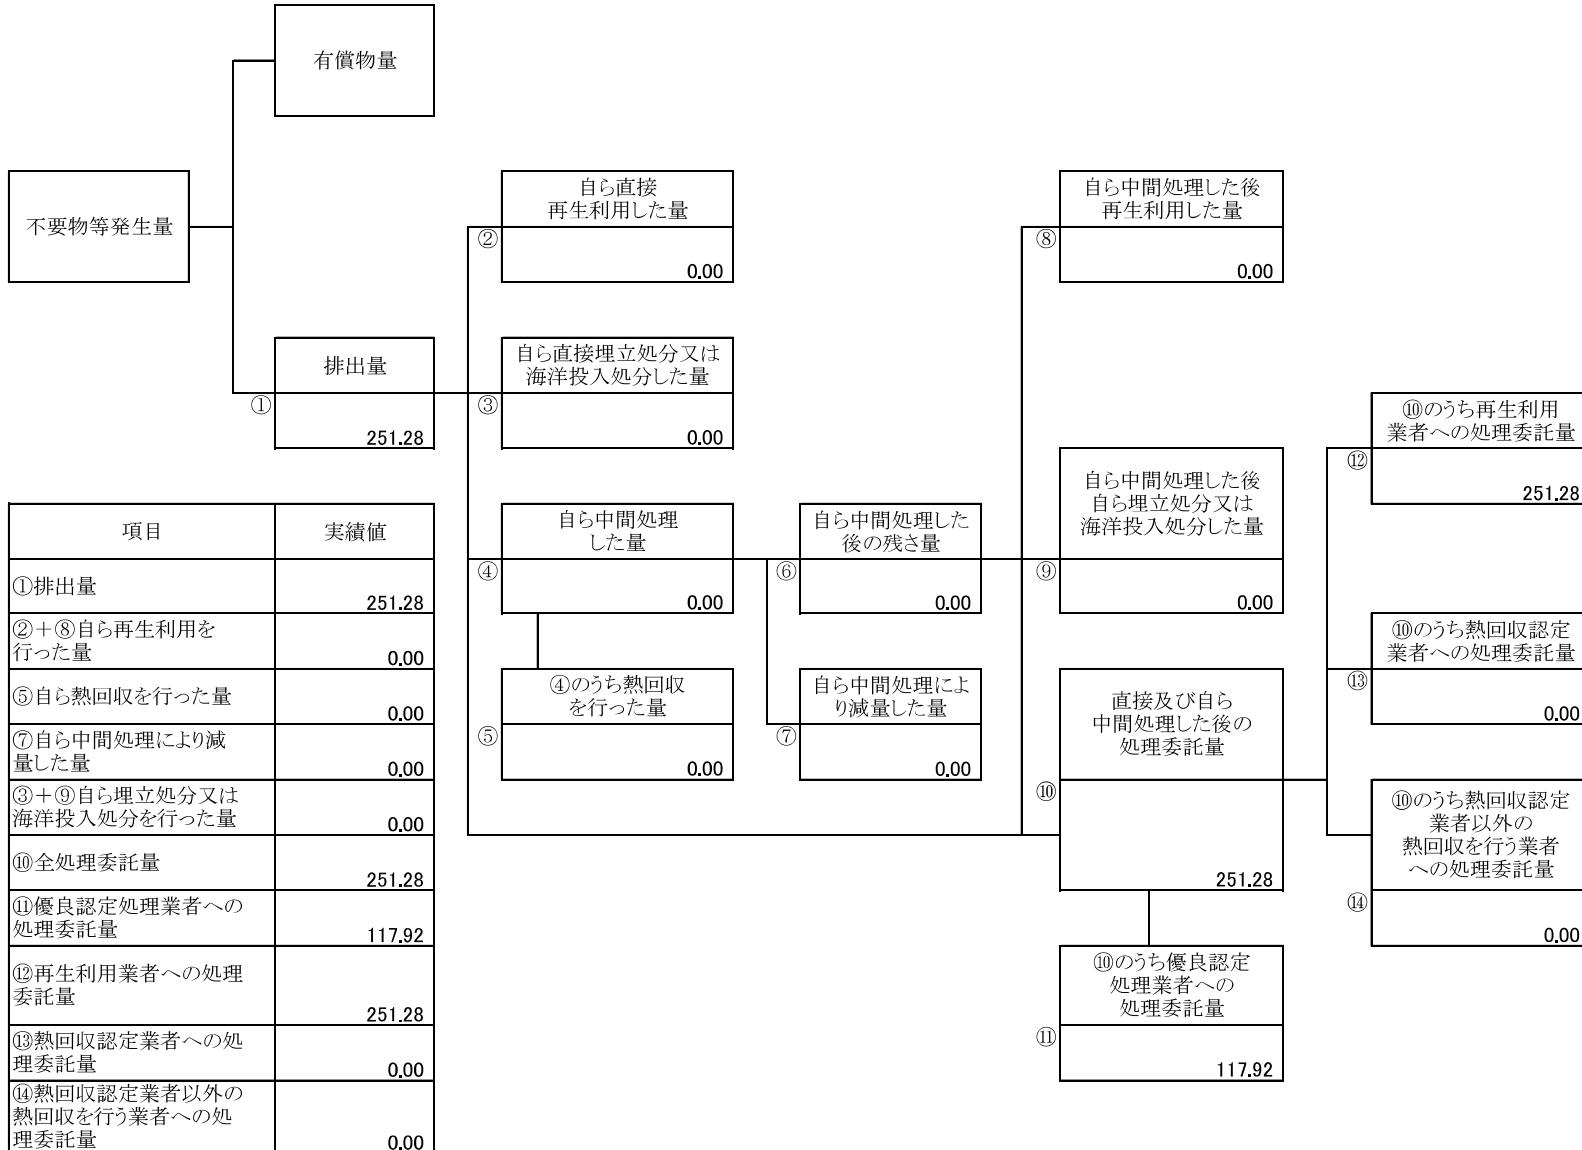 有償物量
不要物等発生量
排出量
①
251.28
自ら直接
再生利用した量
②
0.00
自ら直接埋立処分又は
海洋投入処分した量
③
0.00
自ら中間処理
した量
④
0.00
④のうち熱回収
を行った量
⑤
0.00
自ら中間処理した
後の残さ量
⑥
0.00
自ら中間処理によ
り減量した量
⑦
0.00
自ら中間処理した後
再生利用した量
⑧
0.00
自ら中間処理した後
自ら埋立処分又は
海洋投入処分した量
⑨
0.00
直接及び自ら
中間処理した後の
処理委託量
⑩
251.28
⑩のうち優良認定
処理業者への
処理委託量
⑪
117.92
⑩のうち再生利用
業者への処理委託量
⑫
251.28
⑩のうち熱回収認定
業者への処理委託量
⑬
0.00
⑩のうち熱回収認定
業者以外の
熱回収を行う業者
への処理委託量
⑭
0.00
項目 実績値
①排出量
251.28
②＋⑧自ら再生利用を
行った量 0.00
⑤自ら熱回収を行った量
0.00
⑦自ら中間処理により減
量した量 0.00
③＋⑨自ら埋立処分又は
海洋投入処分を行った量 0.00
⑩全処理委託量
251.28
⑪優良認定処理業者への
処理委託量 117.92
⑫再生利用業者への処理
委託量
251.28
⑬熱回収認定業者への処
理委託量 0.00
⑭熱回収認定業者以外の
熱回収を行う業者への処
理委託量 0.00